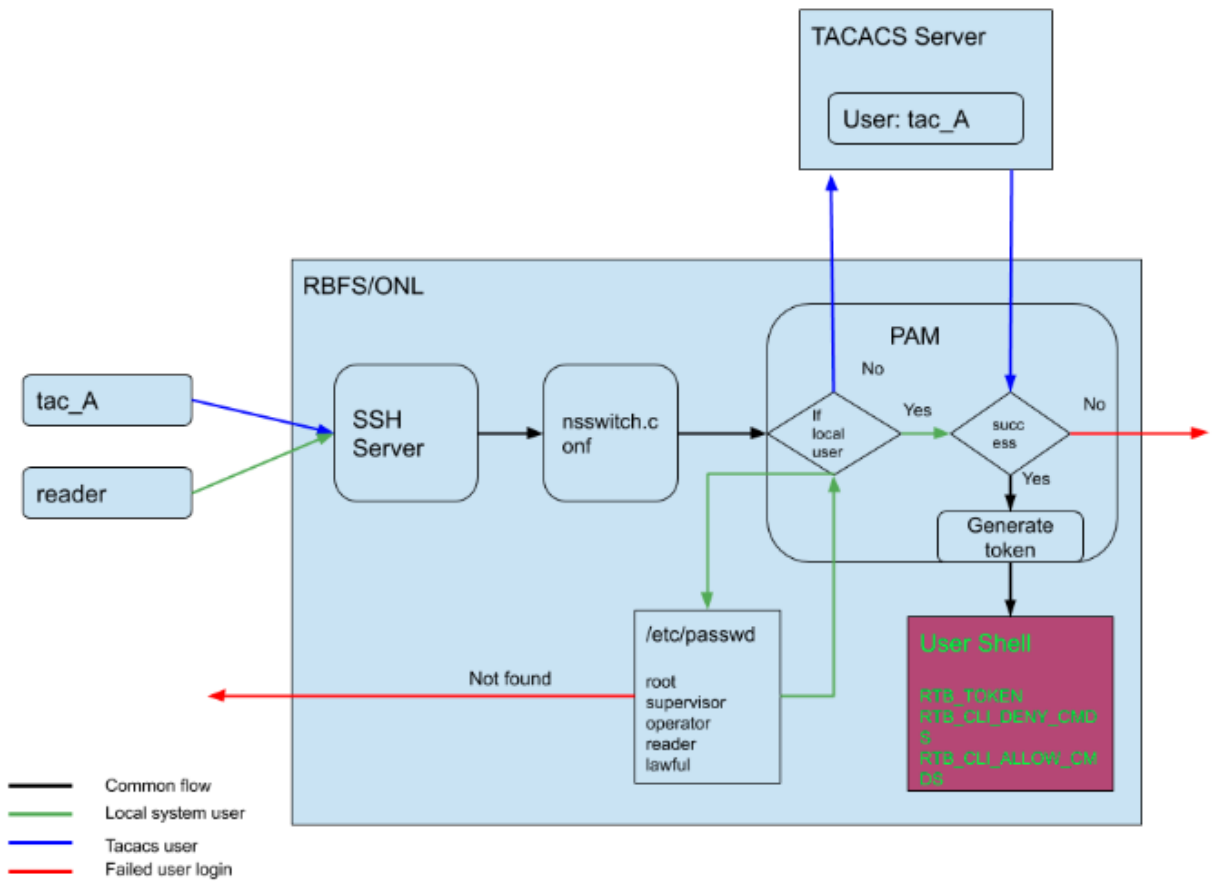 TACACS Server
User: tac_A
RBFS/ONL
PAM
No
tac_A
SSH
Server
nsswitch.c
onf
If
local
user
Yes
succ
ess
No
reader
Yes
Generate
token
/etc/passwd
root
supervisor
operator
reader
lawful
Not found
User Shell
RTB_TOKEN
RTB_CLI_DENY_CMD
S
RTB_CLI_ALLOW_CM
DS
Common flow
Local system user
Tacacs user
Failed user login